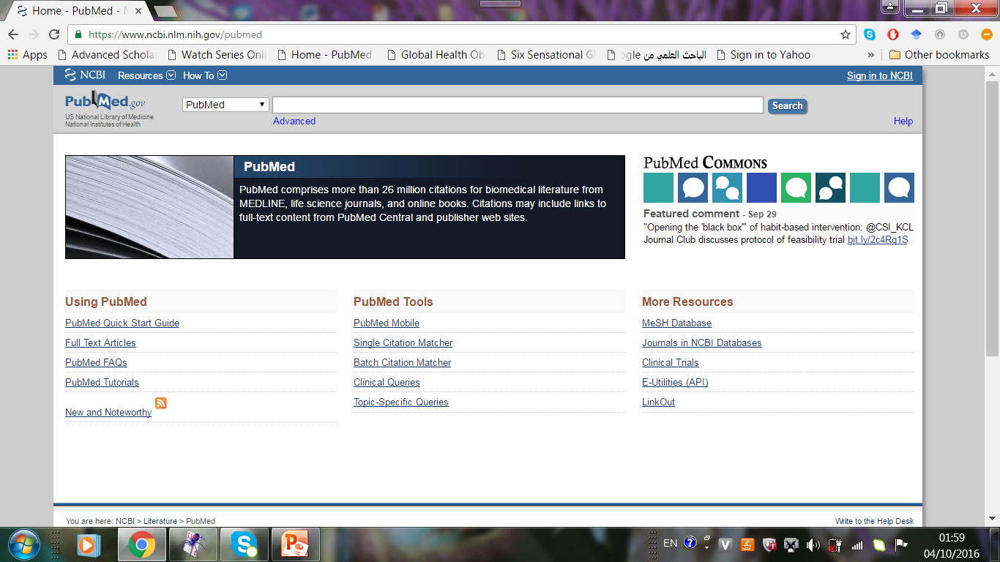 Home - PubMed - N
https://www.ncbi.nlm.nih.gov/pubmed
Apps Advanced Schola Watch Series Onli Home - PubMed Global Health Ob Six Sensational Gl ogle الباحث العلمي من Sign in to Yahoo » Other bookmarks
NCBI Resources How To Sign in to NCBI
PubMed.gov
US National Library of Medicine
National Institutes of Health
PubMed Search
Advanced Help
PubMed
PubMed comprises more than 26 million citations for biomedical literature from
MEDLINE, life science journals, and online books. Citations may include links to
full-text content from PubMed Central and publisher web sites.
PubMed Commons
Featured comment - Sep 29
"Opening the 'black box'" of habit-based intervention: @CSI_KCL
Journal Club discusses protocol of feasibility trial bit.ly/2c4Rq1S
Using PubMed
PubMed Quick Start Guide
Full Text Articles
PubMed FAQs
PubMed Tutorials
New and Noteworthy
PubMed Tools
PubMed Mobile
Single Citation Matcher
Batch Citation Matcher
Clinical Queries
Topic-Specific Queries
More Resources
MeSH Database
Journals in NCBI Databases
Clinical Trials
E-Utilities (API)
LinkOut
You are here: NCBI > Literature > PubMed Write to the Help Desk
EN 01:59
04/10/2016